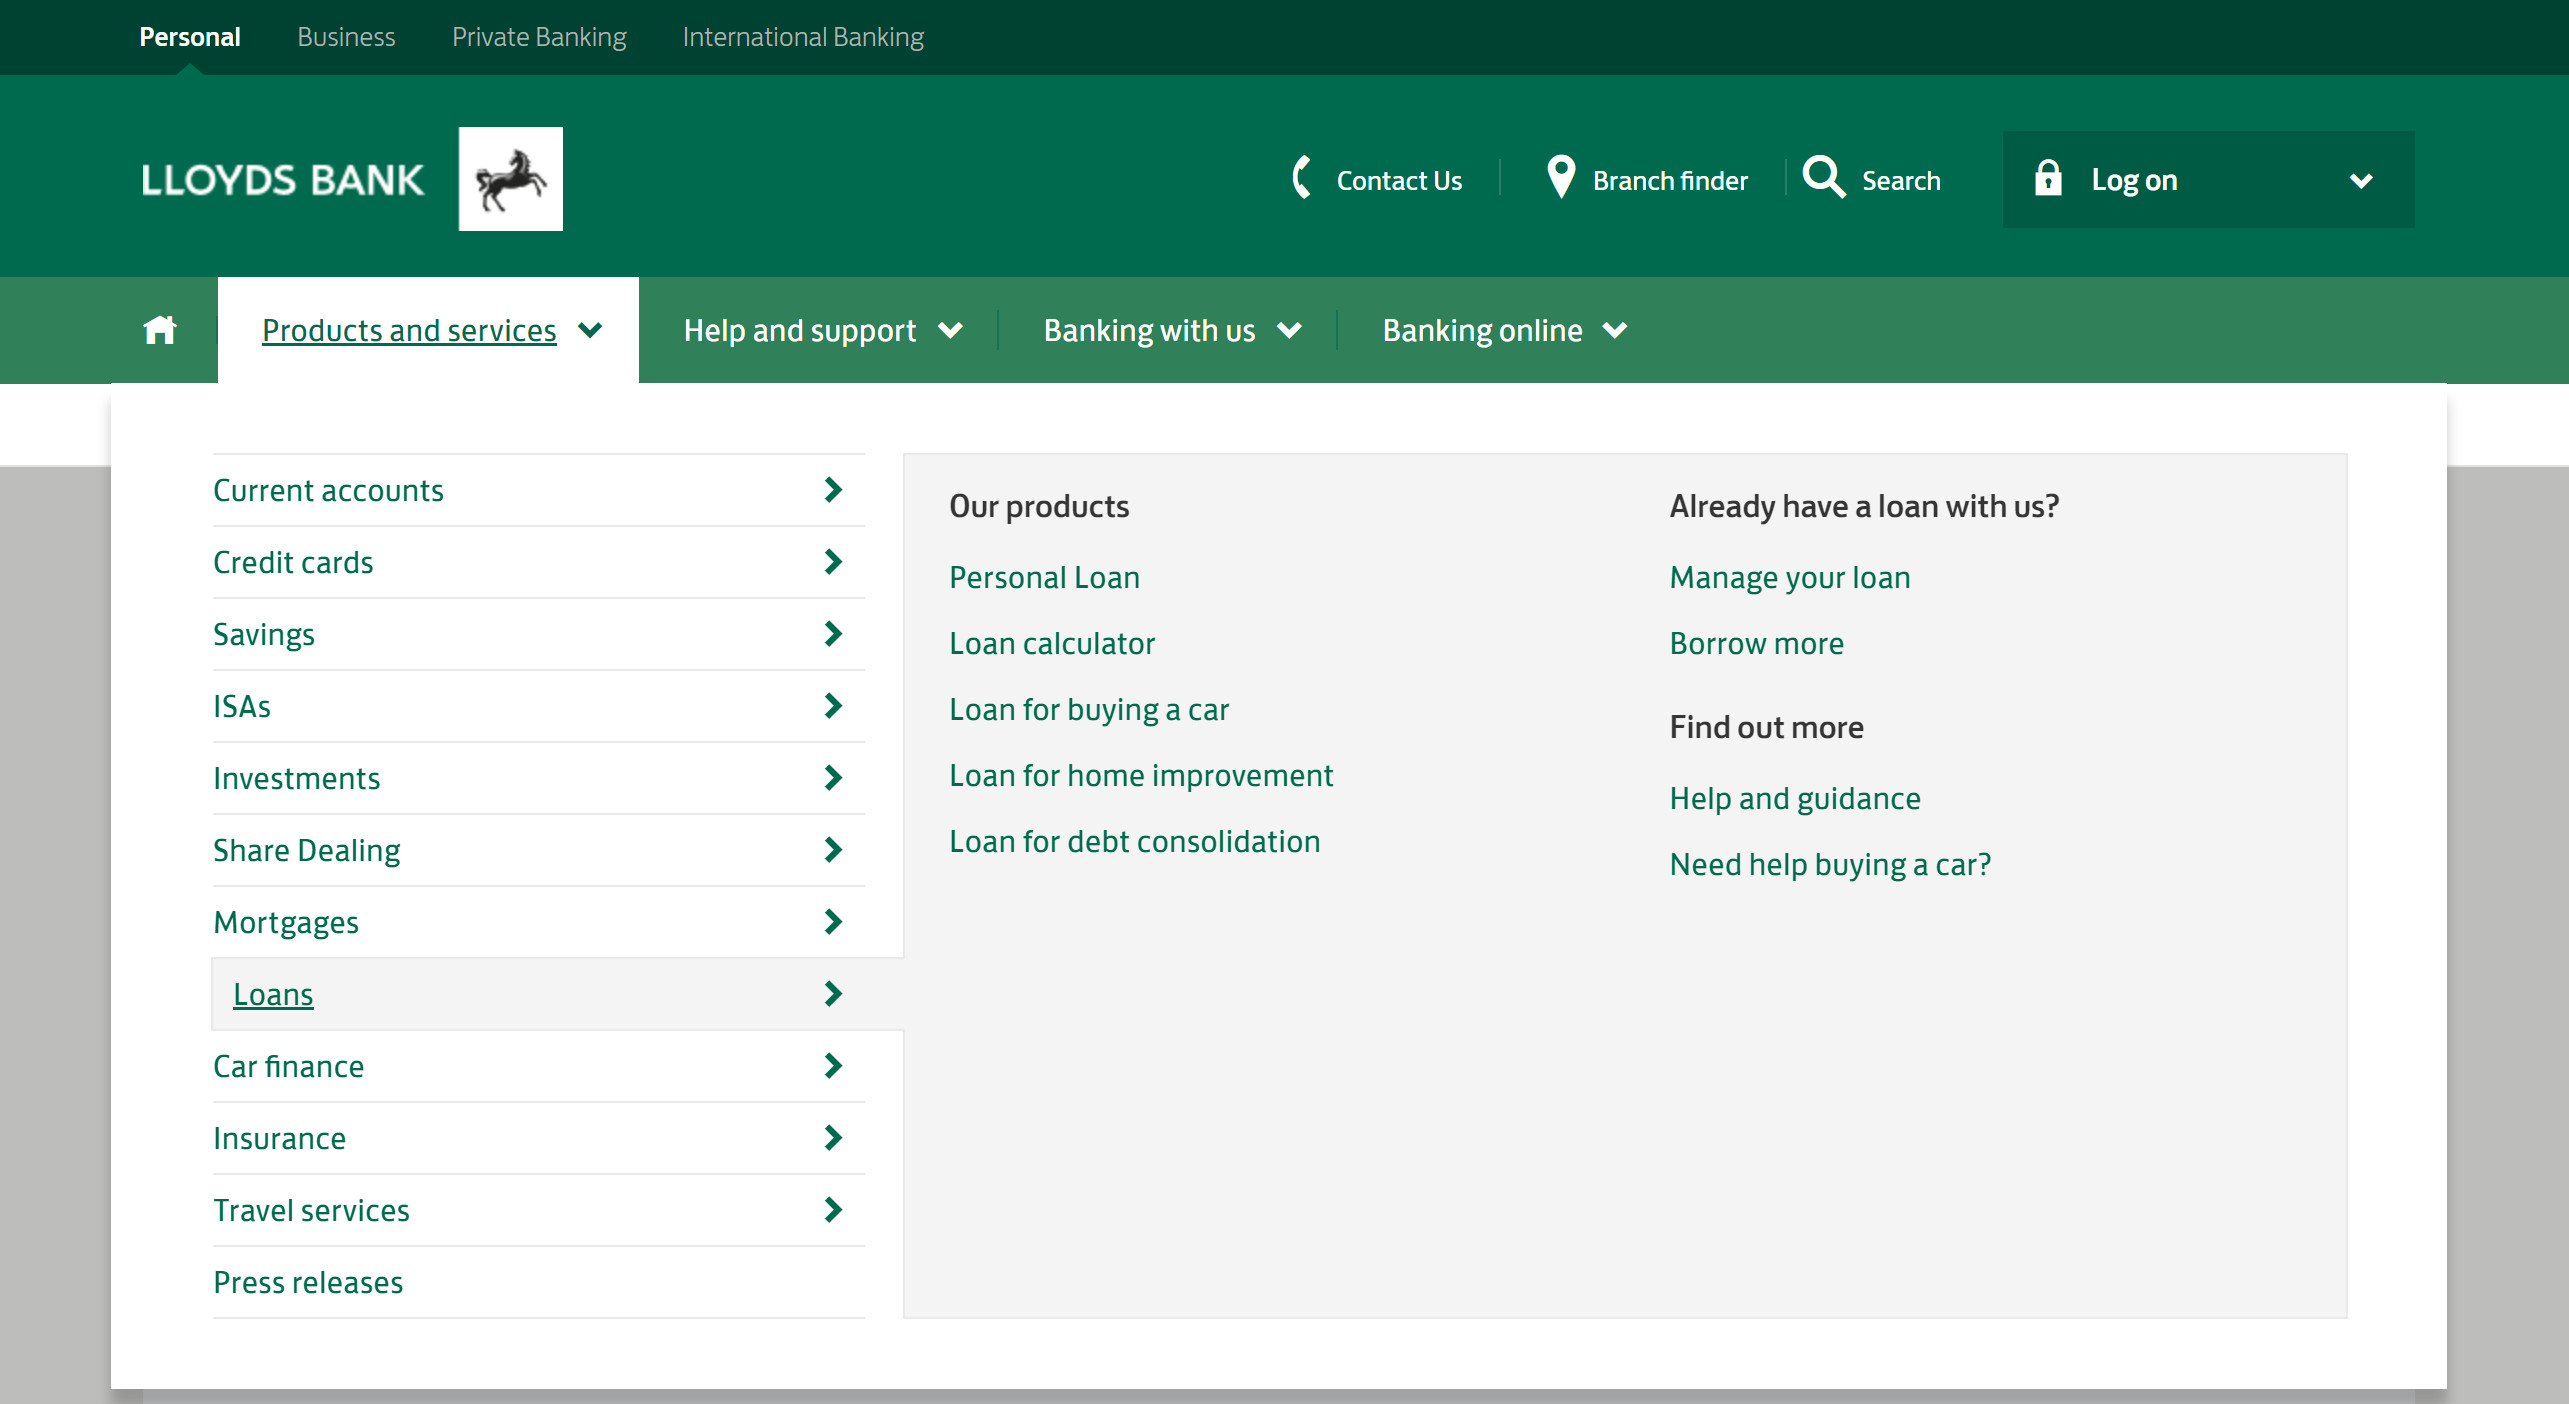 Personal Business Private Banking International Banking
LLOYDS BANK
Contact Us Branch finder Search Log on
Products and services Help and support Banking with us Banking online
Current accounts
Credit cards
Savings
ISAs
Investments
Share Dealing
Mortgages
Loans
Car finance
Insurance
Travel services
Press releases
Our products
Personal Loan
Loan calculator
Loan for buying a car
Loan for home improvement
Loan for debt consolidation
Already have a loan with us?
Manage your loan
Borrow more
Find out more
Help and guidance
Need help buying a car?